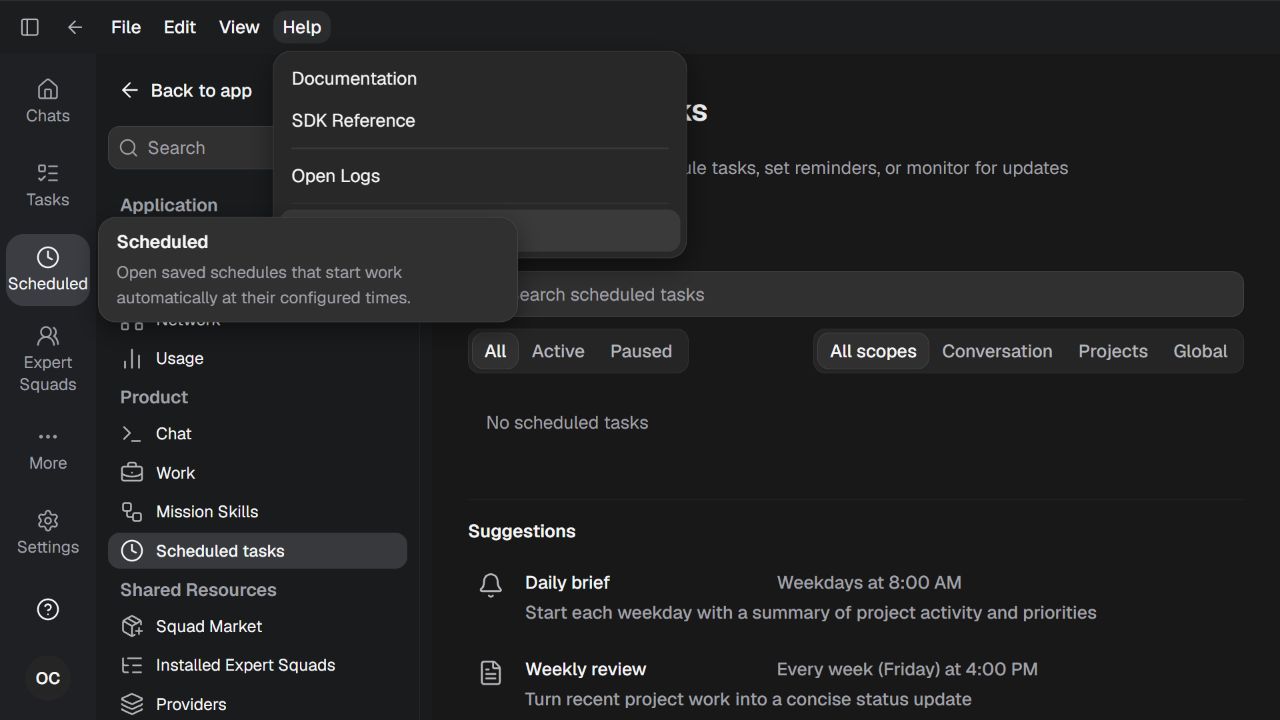 File Edit View Help
Documentation
SDK Reference
Open Logs
Chats
Tasks
Scheduled
Expert
Squads
More
Settings
OC
Back to app
Search
Application
Scheduled
Open saved schedules that start work
automatically at their configured times.
Usage
Product
Chat
Work
Mission Skills
Scheduled tasks
Shared Resources
Squad Market
Installed Expert Squads
Providers
tasks, set reminders, or monitor for updates
scheduled tasks
All Active Paused
All scopes Conversation Projects Global
No scheduled tasks
Suggestions
Daily brief Weekdays at 8:00 AM
Start each weekday with a summary of project activity and priorities
Weekly review Every week (Friday) at 4:00 PM
Turn recent project work into a concise status update